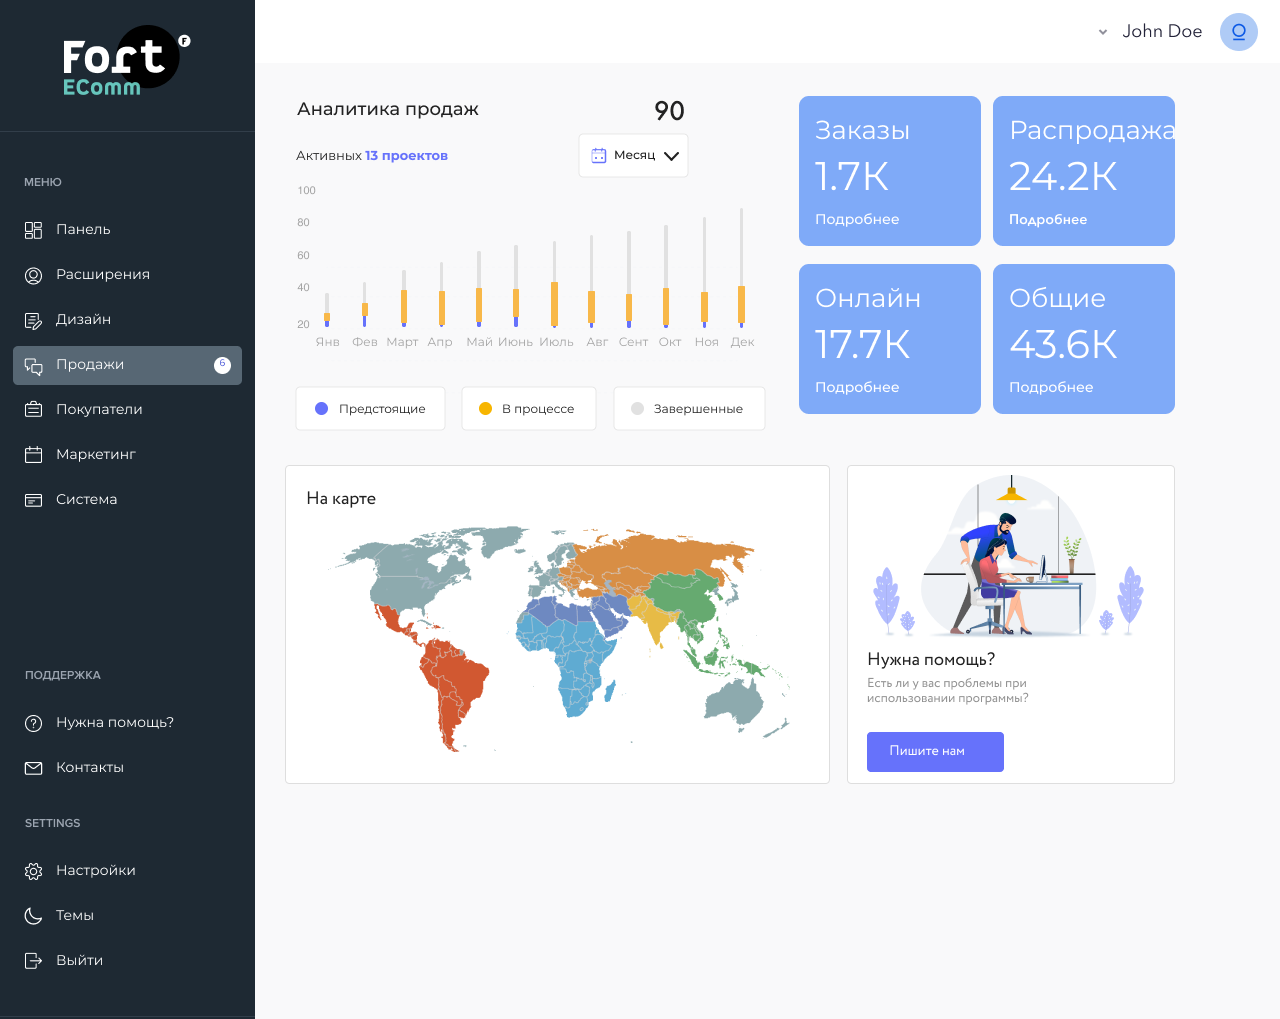 Fort F
EComm
John Doe
МЕНЮ
Панель
Расширения
Дизайн
Продажи 6
Покупатели
Маркетинг
Система
ПОДДЕРЖКА
Нужна помощь?
Контакты
SETTINGS
Настройки
Темы
Выйти
Аналитика продаж 90
Активных 13 проектов
Месяц
100
80
60
40
20
Янв Фев Март Апр Май Июнь Июль Авг Сент Окт Ноя Дек
Предстоящие В процессе Завершенные
Заказы
1.7K
Подробнее
Распродажа
24.2K
Подробнее
Онлайн
17.7K
Подробнее
Общие
43.6K
Подробнее
На карте
Нужна помощь?
Есть ли у вас проблемы при
использовании программы?
Пишите нам